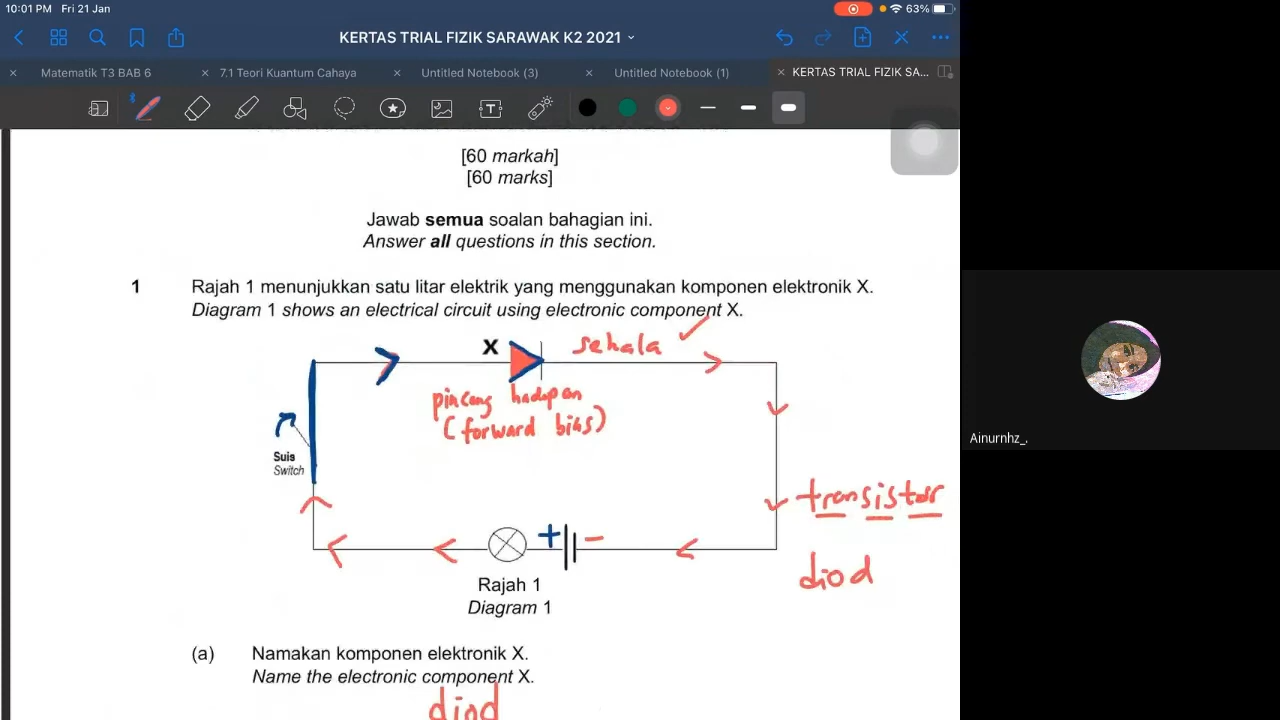 10:01 PM Fri 21 Jan
63%
KERTAS TRIAL FIZIK SARAWAK K2 2021
Matematik T3 BAB 6
7.1 Teori Kuantum Cahaya
Untitled Notebook (3)
Untitled Notebook (1)
KERTAS TRIAL FIZIK SA...
[60 markah]
[60 marks]
Jawab semua soalan bahagian ini.
Answer all questions in this section.
1 Rajah 1 menunjukkan satu litar elektrik yang menggunakan komponen elektronik X.
Diagram 1 shows an electrical circuit using electronic component X.
X
sehala
pincang hadapan
(forward bias)
Suis
Switch
transistor
+ -
diod
Rajah 1
Diagram 1
(a) Namakan komponen elektronik X.
Name the electronic component X.
diod
Ainurnhz_.